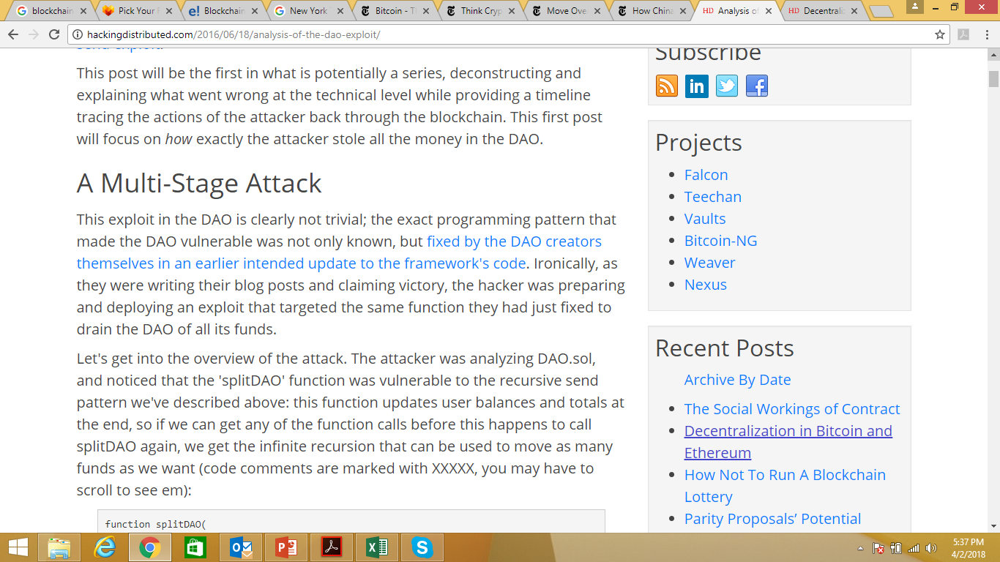 blockchain
Pick Your
Blockchain
New York
Bitcoin - T
Think Cryp
Move Ove
How China
HD Analysis o
HD Decentrali
hackingdistributed.com/2016/06/18/analysis-of-the-dao-exploit/
This post will be the first in what is potentially a series, deconstructing and
explaining what went wrong at the technical level while providing a timeline
tracing the actions of the attacker back through the blockchain. This first post
will focus on how exactly the attacker stole all the money in the DAO.
A Multi-Stage Attack
This exploit in the DAO is clearly not trivial; the exact programming pattern that
made the DAO vulnerable was not only known, but fixed by the DAO creators
themselves in an earlier intended update to the framework's code. Ironically, as
they were writing their blog posts and claiming victory, the hacker was preparing
and deploying an exploit that targeted the same function they had just fixed to
drain the DAO of all its funds.
Let's get into the overview of the attack. The attacker was analyzing DAO.sol,
and noticed that the 'splitDAO' function was vulnerable to the recursive send
pattern we've described above: this function updates user balances and totals at
the end, so if we can get any of the function calls before this happens to call
splitDAO again, we get the infinite recursion that can be used to move as many
funds as we want (code comments are marked with XXXXX, you may have to
scroll to see em):
function splitDAO(
Subscribe
Projects
Falcon
Teechan
Vaults
Bitcoin-NG
Weaver
Nexus
Recent Posts
Archive By Date
The Social Workings of Contract
Decentralization in Bitcoin and
Ethereum
How Not To Run A Blockchain
Lottery
Parity Proposals' Potential
5:37 PM
4/2/2018